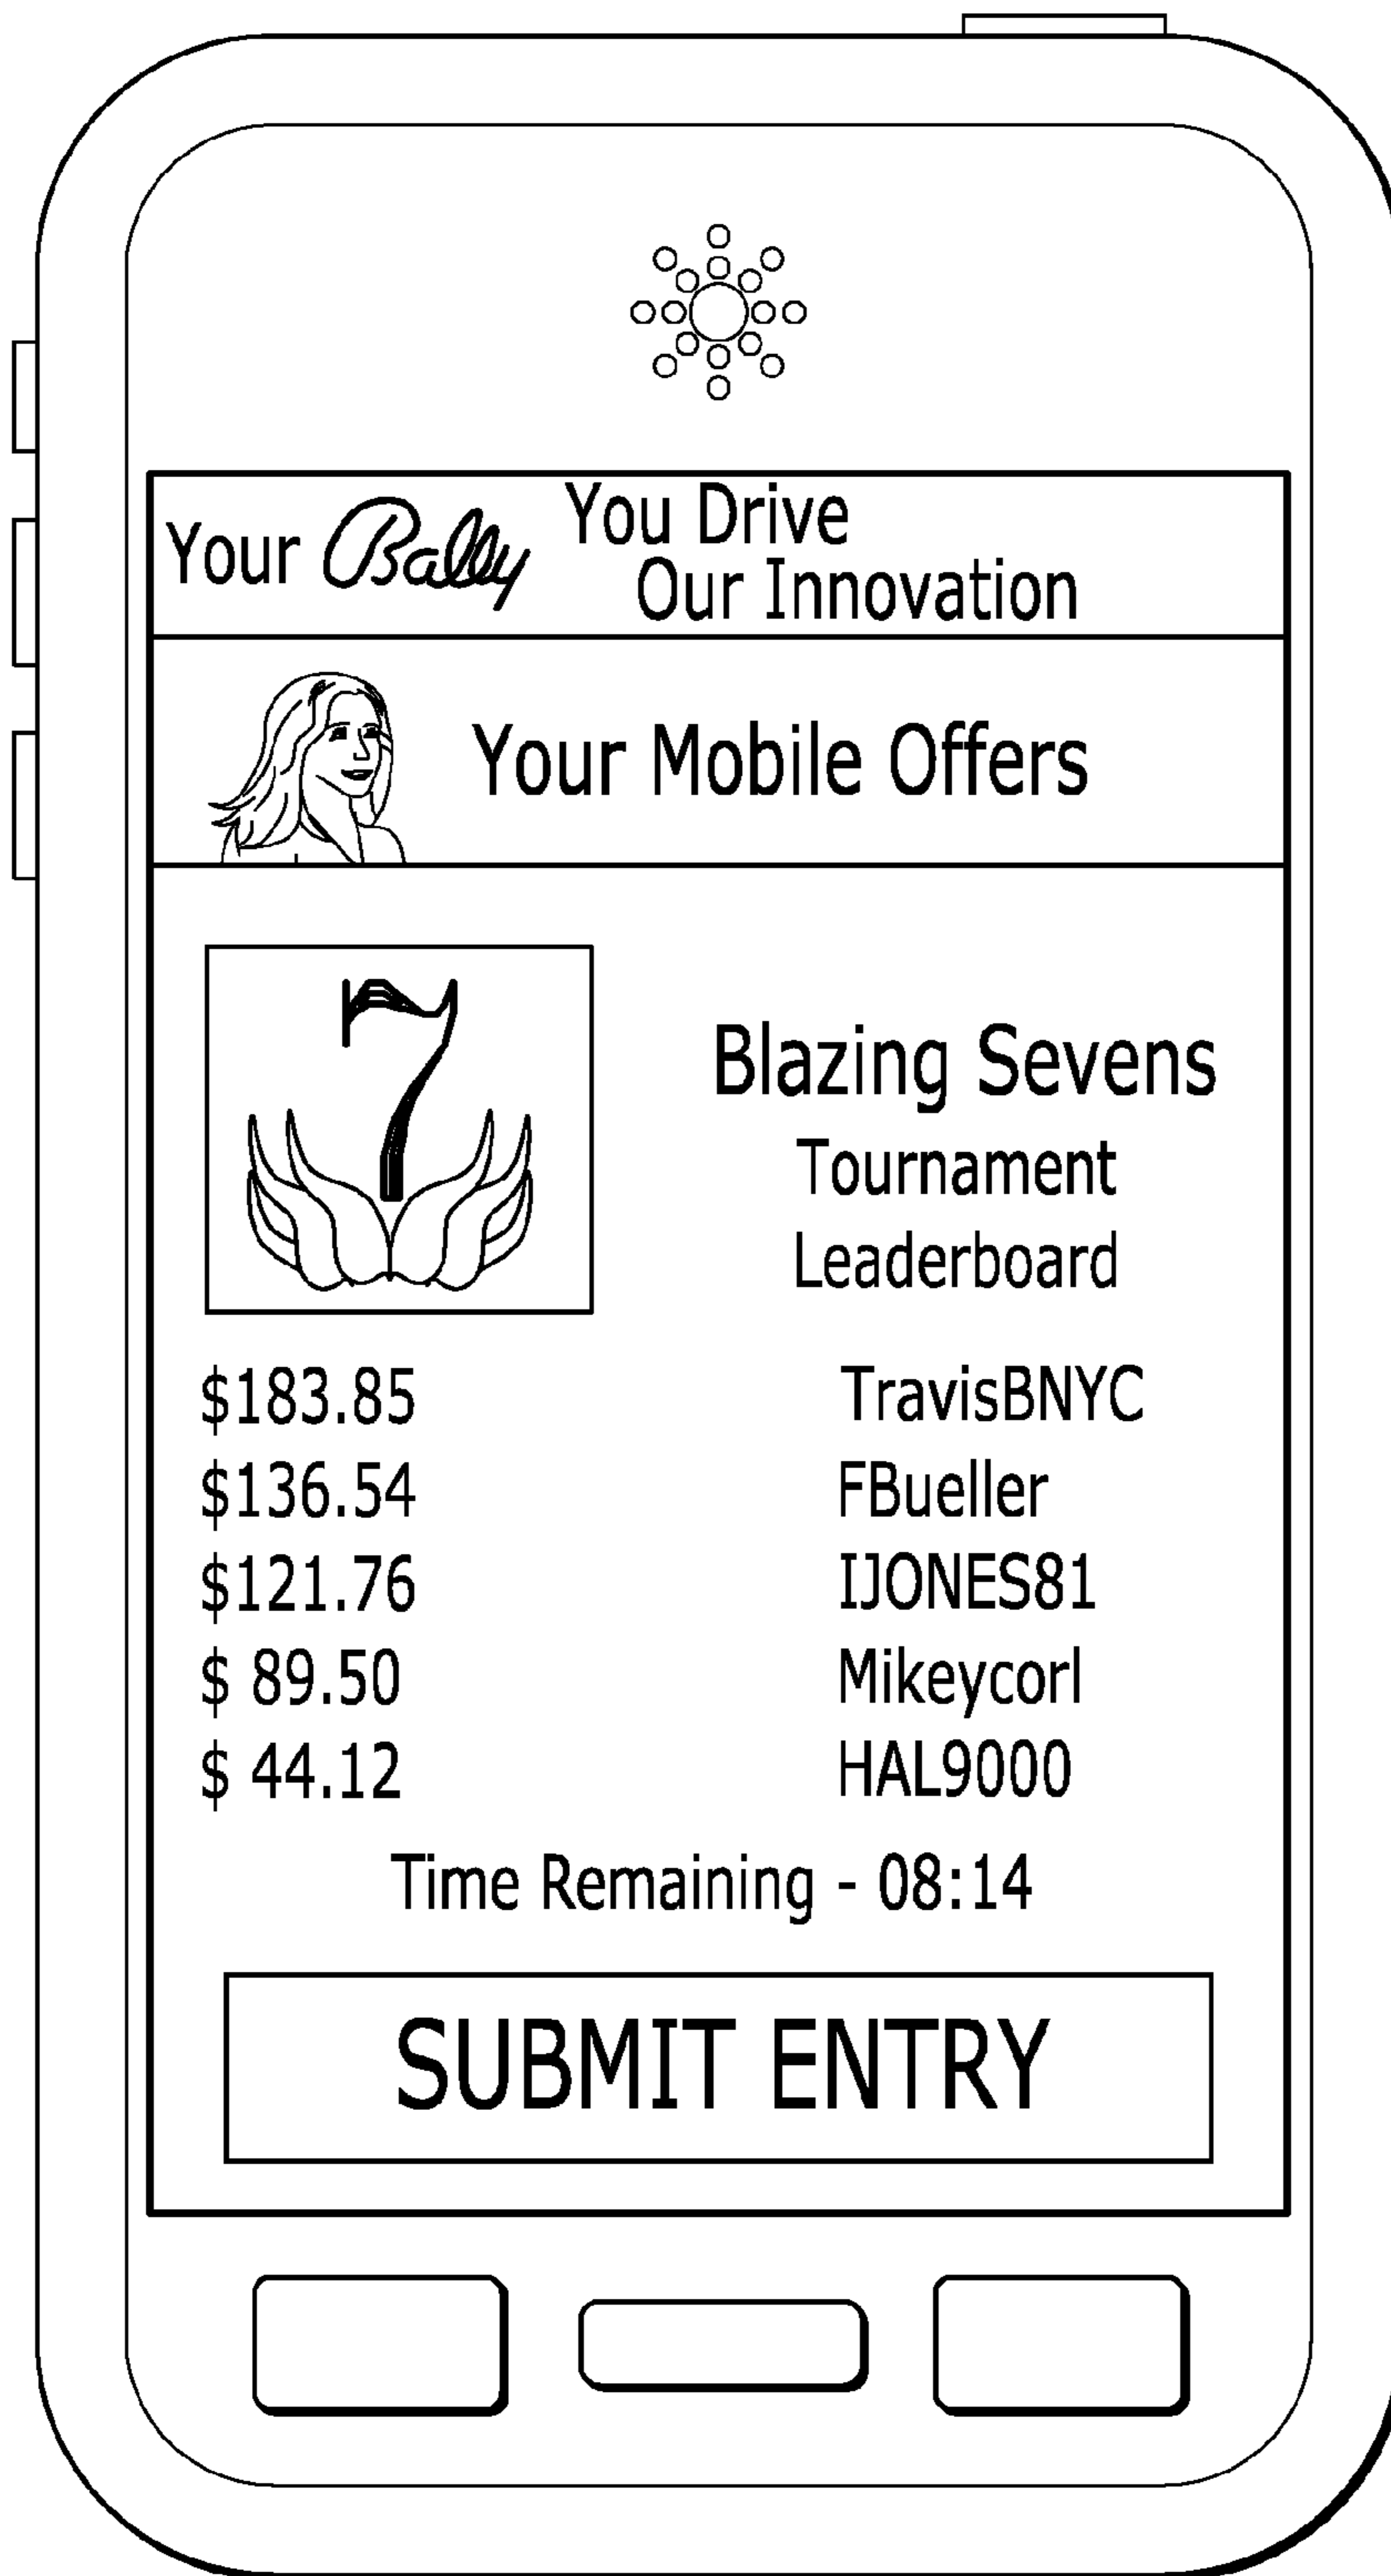 Your Bally You Drive
Our Innovation
Your Mobile Offers
7
Blazing Sevens
Tournament
Leaderboard
$183.85 TravisBNYC
$136.54 FBueller
$121.76 IJONES81
$ 89.50 Mikeycorl
$ 44.12 HAL9000
Time Remaining - 08:14
SUBMIT ENTRY